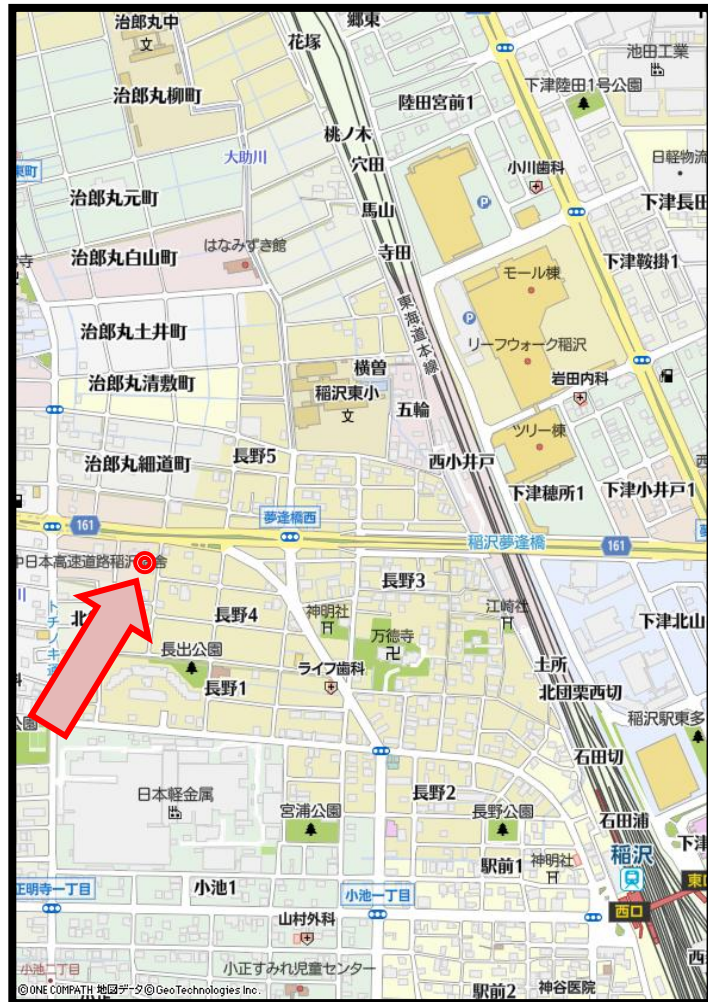 治郎丸中
郷東
花塚
池田工業
下津陸田1号公園
陸田宮前1
治郎丸柳町
桃ノ木
大助川
穴田
日軽物流
小川歯科
東町
治郎丸元町
馬山
下津長田
寺田
はなみずき館
治郎丸白山町
下津鞍掛1
モール棟
東海道本線
治郎丸土井町
リーフウォーク稲沢
横曽
岩田内科
治郎丸清敷町
稲沢東小
五輪
ツリー棟
長野5
西小井戸
治郎丸細道町
下津穂所1
下津小井戸1
161
夢逢橋西
稲沢夢逢橋
161
中日本高速道路稲沢
舎
長野3
北
長野4
神明社
江崎社
下津北山
万徳寺
長出公園
ライフ歯科
土所
長野1
北団栗西切
稲沢駅東多
公園
石田切
日本軽金属
長野2
宮浦公園
長野公園
石田浦
稲沢
下津
駅前1
神明社
東口
正明寺一丁目
小池1
小池一丁目
西口
山村外科
小池二丁目
小正すみれ児童センター
駅前2
神谷医院
©ONE COMPATH 地図データ©GeoTechnologies Inc.